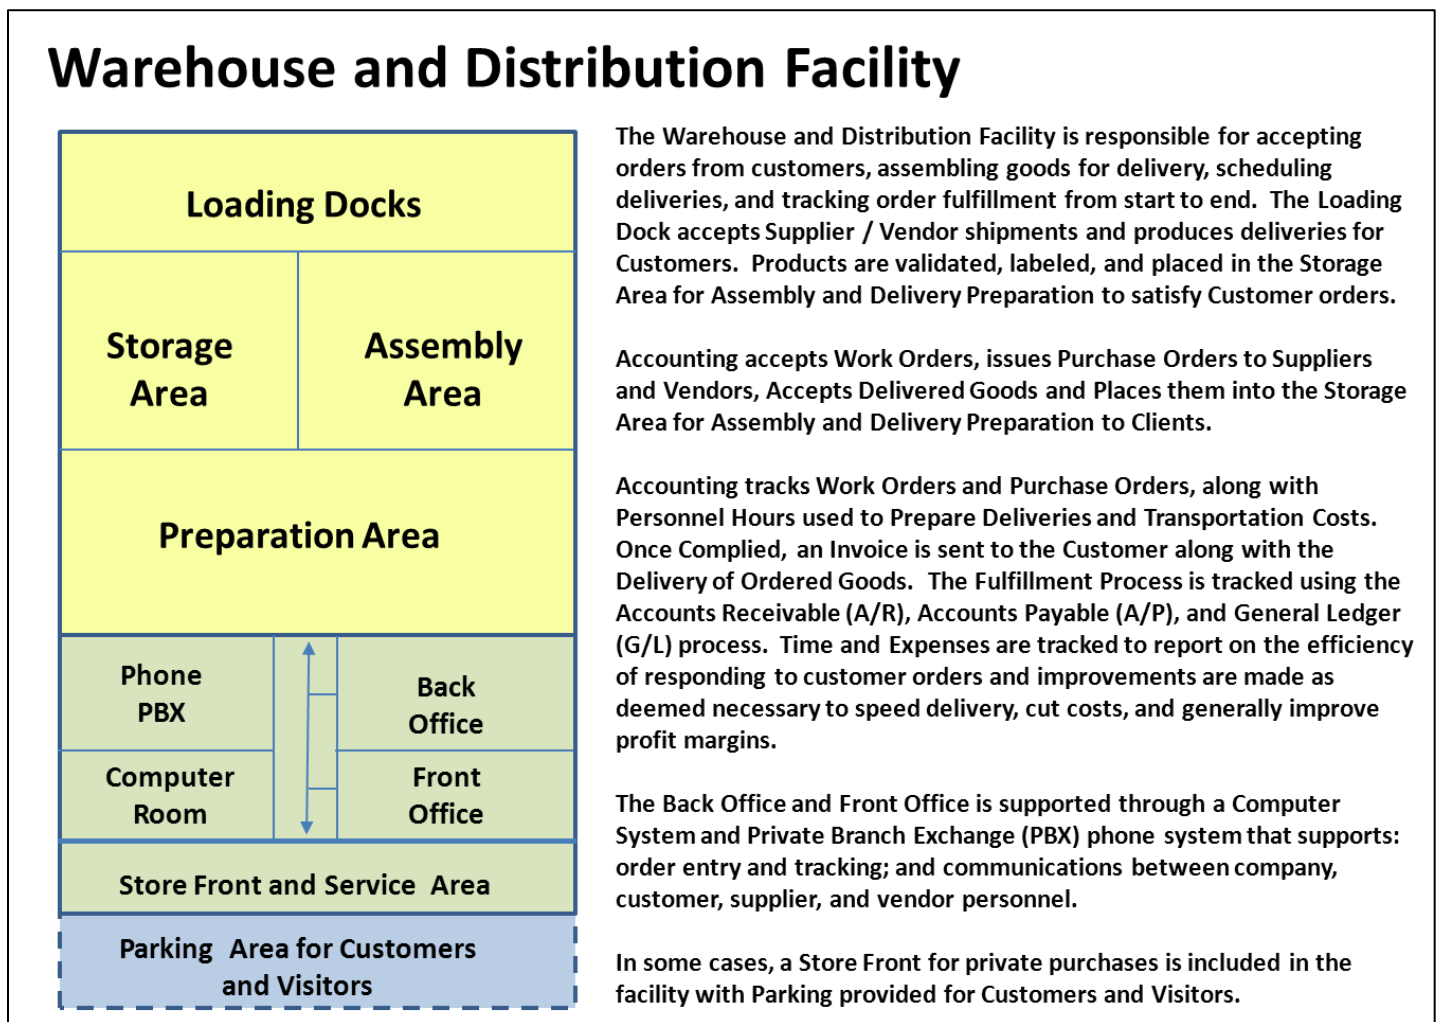 Warehouse and Distribution Facility
Loading Docks
Storage
Area
Assembly
Area
Preparation Area
Phone
PBX
Back
Office
Computer
Room
Front
Office
Store Front and Service Area
Parking Area for Customers
and Visitors
The Warehouse and Distribution Facility is responsible for accepting
orders from customers, assembling goods for delivery, scheduling
deliveries, and tracking order fulfillment from start to end. The Loading
Dock accepts Supplier / Vendor shipments and produces deliveries for
Customers. Products are validated, labeled, and placed in the Storage
Area for Assembly and Delivery Preparation to satisfy Customer orders.
Accounting accepts Work Orders, issues Purchase Orders to Suppliers
and Vendors, Accepts Delivered Goods and Places them into the Storage
Area for Assembly and Delivery Preparation to Clients.
Accounting tracks Work Orders and Purchase Orders, along with
Personnel Hours used to Prepare Deliveries and Transportation Costs.
Once Complied, an Invoice is sent to the Customer along with the
Delivery of Ordered Goods. The Fulfillment Process is tracked using the
Accounts Receivable (A/R), Accounts Payable (A/P), and General Ledger
(G/L) process. Time and Expenses are tracked to report on the efficiency
of responding to customer orders and improvements are made as
deemed necessary to speed delivery, cut costs, and generally improve
profit margins.
The Back Office and Front Office is supported through a Computer
System and Private Branch Exchange (PBX) phone system that supports:
order entry and tracking; and communications between company,
customer, supplier, and vendor personnel.
In some cases, a Store Front for private purchases is included in the
facility with Parking provided for Customers and Visitors.